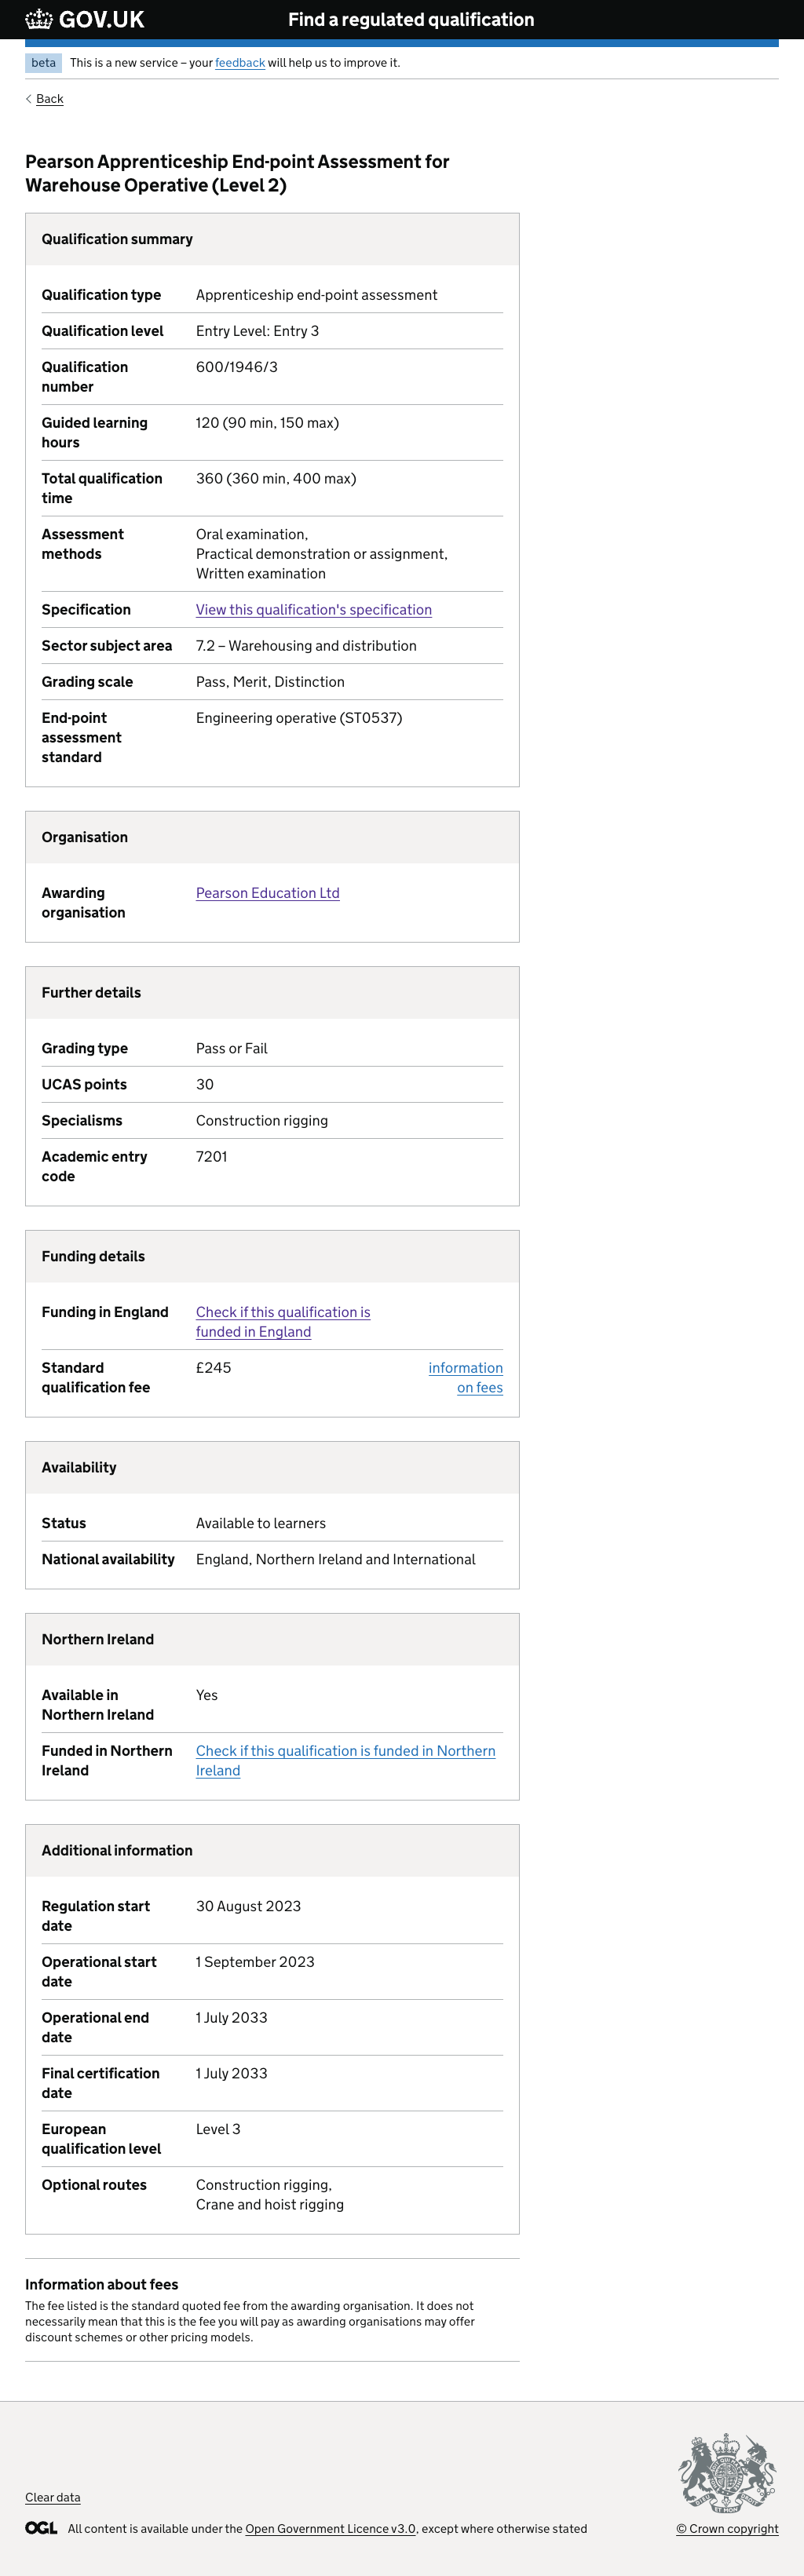 GOV.UK
Find a regulated qualification
beta This is a new service – your feedback will help us to improve it.
Back
Pearson Apprenticeship End-point Assessment for
Warehouse Operative (Level 2)
Qualification summary
Qualification type Apprenticeship end-point assessment
Qualification level Entry Level: Entry 3
Qualification number 600/1946/3
Guided learning hours 120 (90 min, 150 max)
Total qualification time 360 (360 min, 400 max)
Assessment methods Oral examination,
Practical demonstration or assignment,
Written examination
Specification View this qualification's specification
Sector subject area 7.2 – Warehousing and distribution
Grading scale Pass, Merit, Distinction
End-point assessment standard Engineering operative (ST0537)
Organisation
Awarding organisation Pearson Education Ltd
Further details
Grading type Pass or Fail
UCAS points 30
Specialisms Construction rigging
Academic entry code 7201
Funding details
Funding in England Check if this qualification is
funded in England
Standard qualification fee £245 information on fees
Availability
Status Available to learners
National availability England, Northern Ireland and International
Northern Ireland
Available in Northern Ireland Yes
Funded in Northern Ireland Check if this qualification is funded in Northern
Ireland
Additional information
Regulation start date 30 August 2023
Operational start date 1 September 2023
Operational end date 1 July 2033
Final certification date 1 July 2033
European qualification level Level 3
Optional routes Construction rigging,
Crane and hoist rigging
Information about fees
The fee listed is the standard quoted fee from the awarding organisation. It does not
necessarily mean that this is the fee you will pay as awarding organisations may offer
discount schemes or other pricing models.
Clear data
OGL All content is available under the Open Government Licence v3.0, except where otherwise stated
© Crown copyright